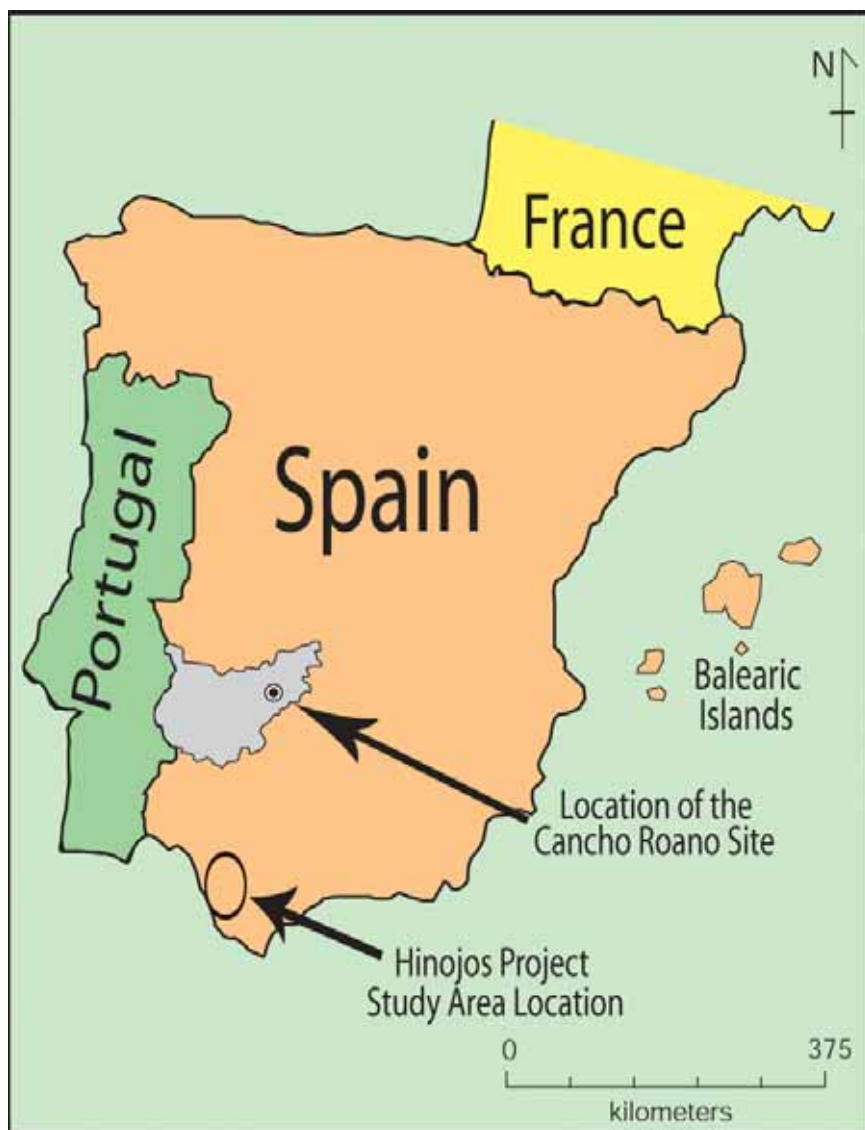 N
France
Spain
Portugal
Balearic
Islands
Location of the
Cancho Roano Site
Hinojos Project
Study Area Location
0 375
kilometers